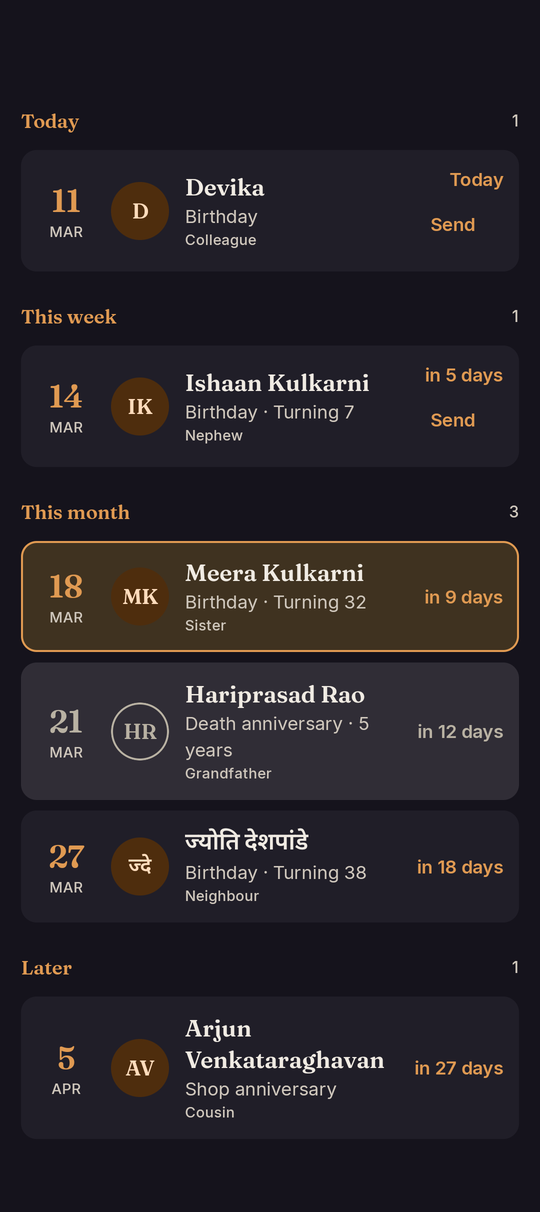 Today
1
11
MAR
D
Devika
Birthday
Colleague
Today
Send
This week
1
14
MAR
IK
Ishaan Kulkarni
Birthday · Turning 7
Nephew
in 5 days
Send
This month
3
18
MAR
MK
Meera Kulkarni
Birthday · Turning 32
Sister
in 9 days
21
MAR
HR
Hariprasad Rao
Death anniversary · 5
years
Grandfather
in 12 days
27
MAR
ज्दे
ज्योति देशपांडे
Birthday · Turning 38
Neighbour
in 18 days
Later
1
5
APR
AV
Arjun
Venkataraghavan
Shop anniversary
Cousin
in 27 days